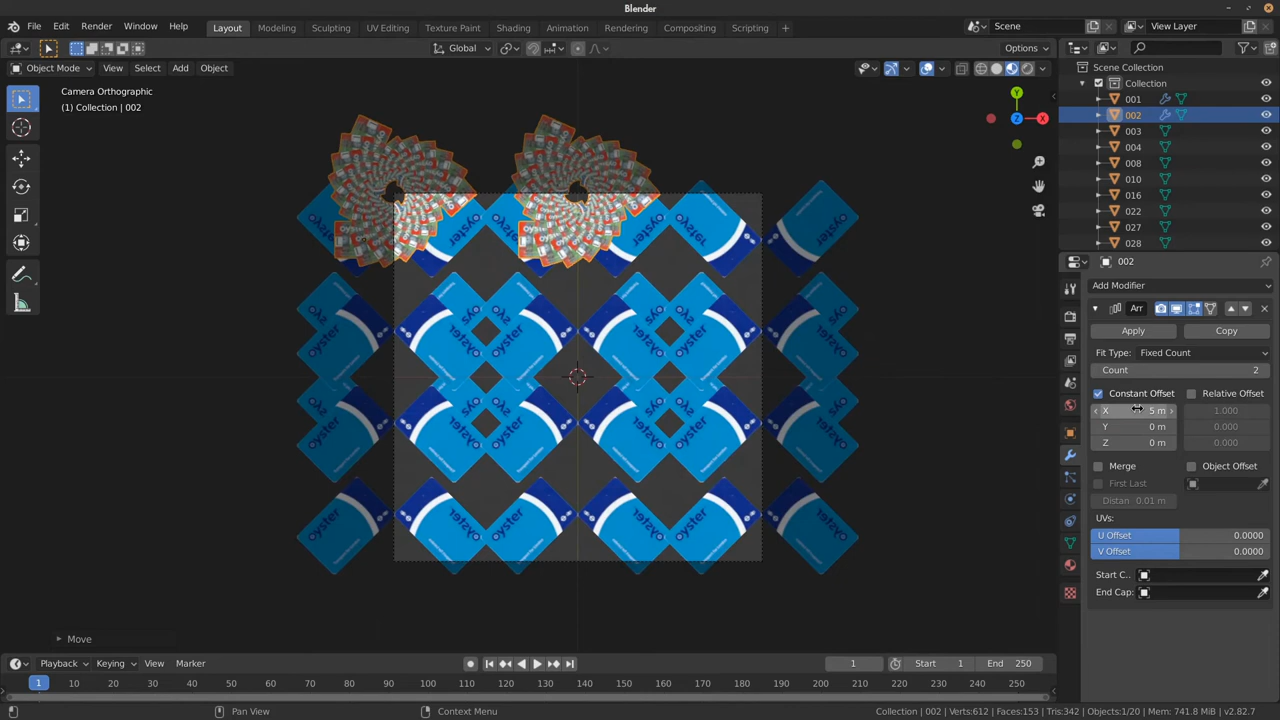 Blender
File Edit Render Window Help
Layout Modeling Sculpting UV Editing Texture Paint Shading Animation Rendering Compositing Scripting +
Scene View Layer
Global Options
Object Mode View Select Add Object
Camera Orthographic
(1) Collection | 002
Scene Collection
Collection
001
002
003
004
008
010
016
022
027
028
Y
Z X
002
Add Modifier
Arr
Apply Copy
Fit Type: Fixed Count
Count 2
Constant Offset Relative Offset
X 5 m 1.000
Y 0 m 0.000
Z 0 m 0.000
Merge Object Offset
First Last
Distan 0.01 m
UVs:
U Offset 0.0000
V Offset 0.0000
Start C..
End Cap:
oyster
oyster
oyster
oyster
Move
Playback Keying View Marker 1 Start 1 End 250
1 10 20 30 40 50 60 70 80 90 100 110 120 130 140 150 160 170 180 190 200 210 220 230 240 250
Pan View Context Menu Collection | 002 | Verts:612 | Faces:153 | Tris:342 | Objects:1/20 | Mem: 741.8 MiB | v2.82.7